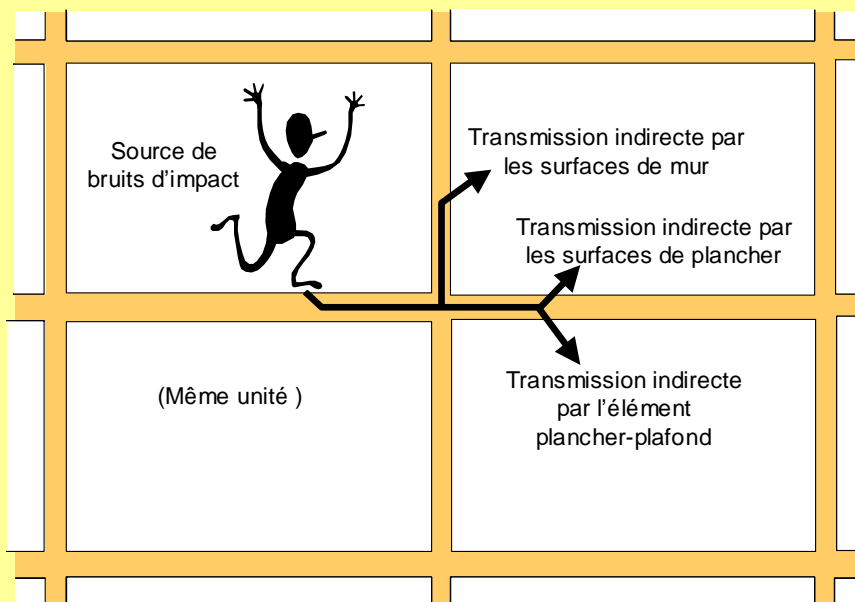 Source de
bruits d'impact
Transmission indirecte par
les surfaces de mur
Transmission indirecte par
les surfaces de plancher
(Même unité )
Transmission indirecte
par l'élément
plancher-plafond